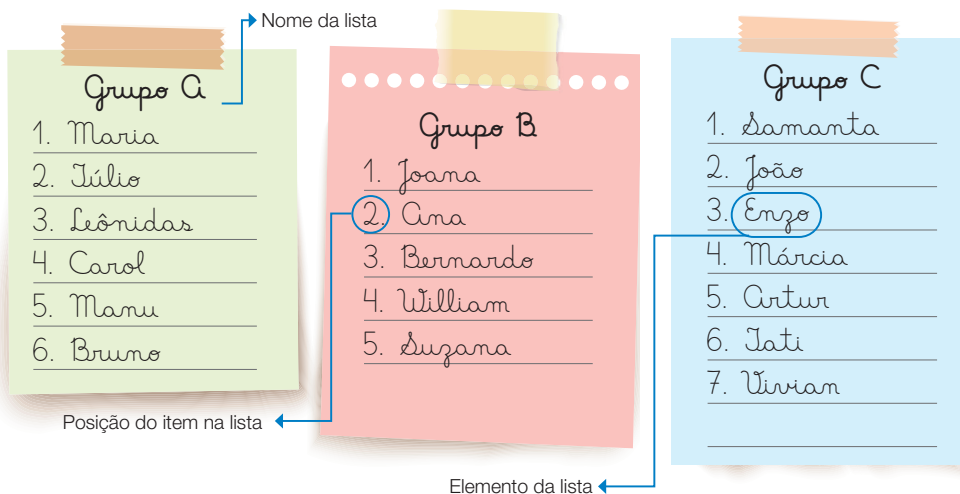 Nome da lista
Grupo A
1. Maria
2. Túlio
3. Leônidas
4. Carol
5. Manu
6. Bruno
Grupo B
1. Joana
2. Ana
3. Bernardo
4. William
5. Suzana
Grupo C
1. Samanta
2. João
3. Enzo
4. Márcia
5. Artur
6. Tati
7. Vivian
Posição do item na lista
Elemento da lista